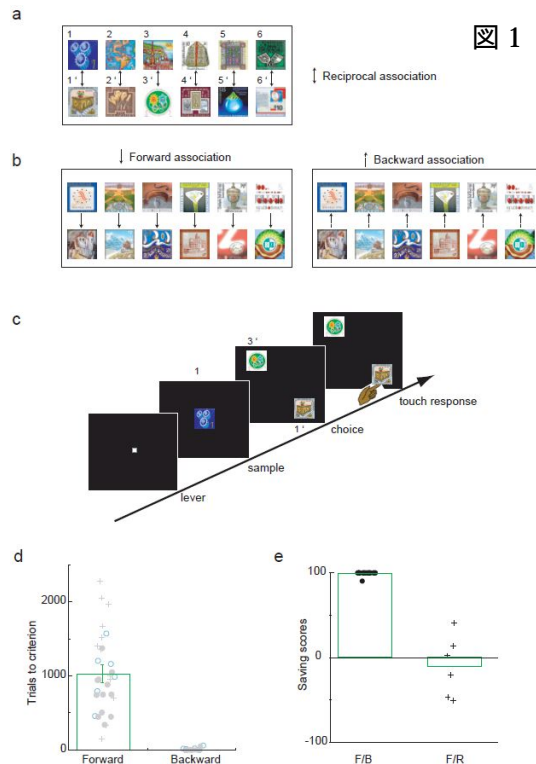 a
図 1
1 2 3 4 5 6
1' 2' 3' 4' 5' 6'
Reciprocal association
b
Forward association
Backward association
c
1
3'
1'
lever
sample
choice
touch response
d
Trials to criterion
2000
1000
0
Forward Backward
e
Saving scores
100
0
-100
F/B F/R